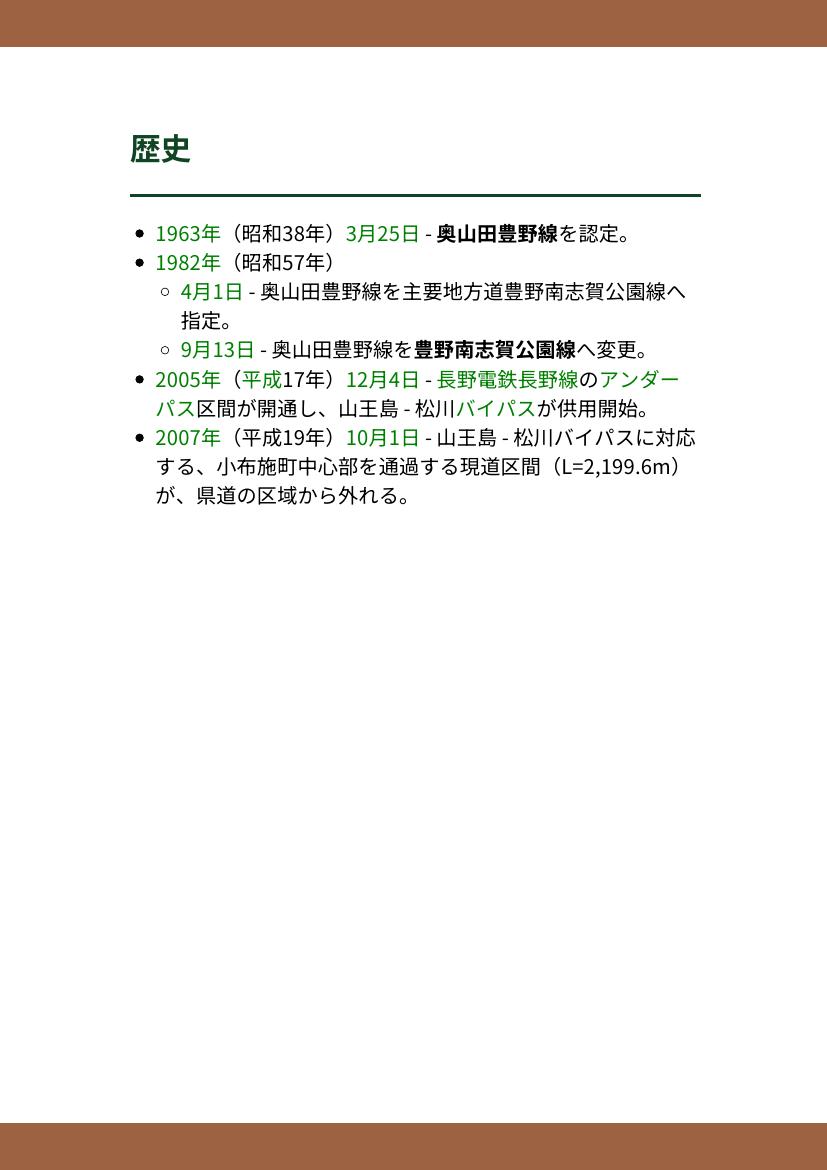 歴史
1963年（昭和38年）3月25日 - 奥山田豊野線を認定。
1982年（昭和57年）
4月1日 - 奥山田豊野線を主要地方道豊野南志賀公園線へ
指定。
9月13日 - 奥山田豊野線を豊野南志賀公園線へ変更。
2005年（平成17年）12月4日 - 長野電鉄長野線のアンダー
パス区間が開通し、山王島 - 松川バイパスが供用開始。
2007年（平成19年）10月1日 - 山王島 - 松川バイパスに対応
する、小布施町中心部を通過する現道区間（L=2,199.6m）
が、県道の区域から外れる。